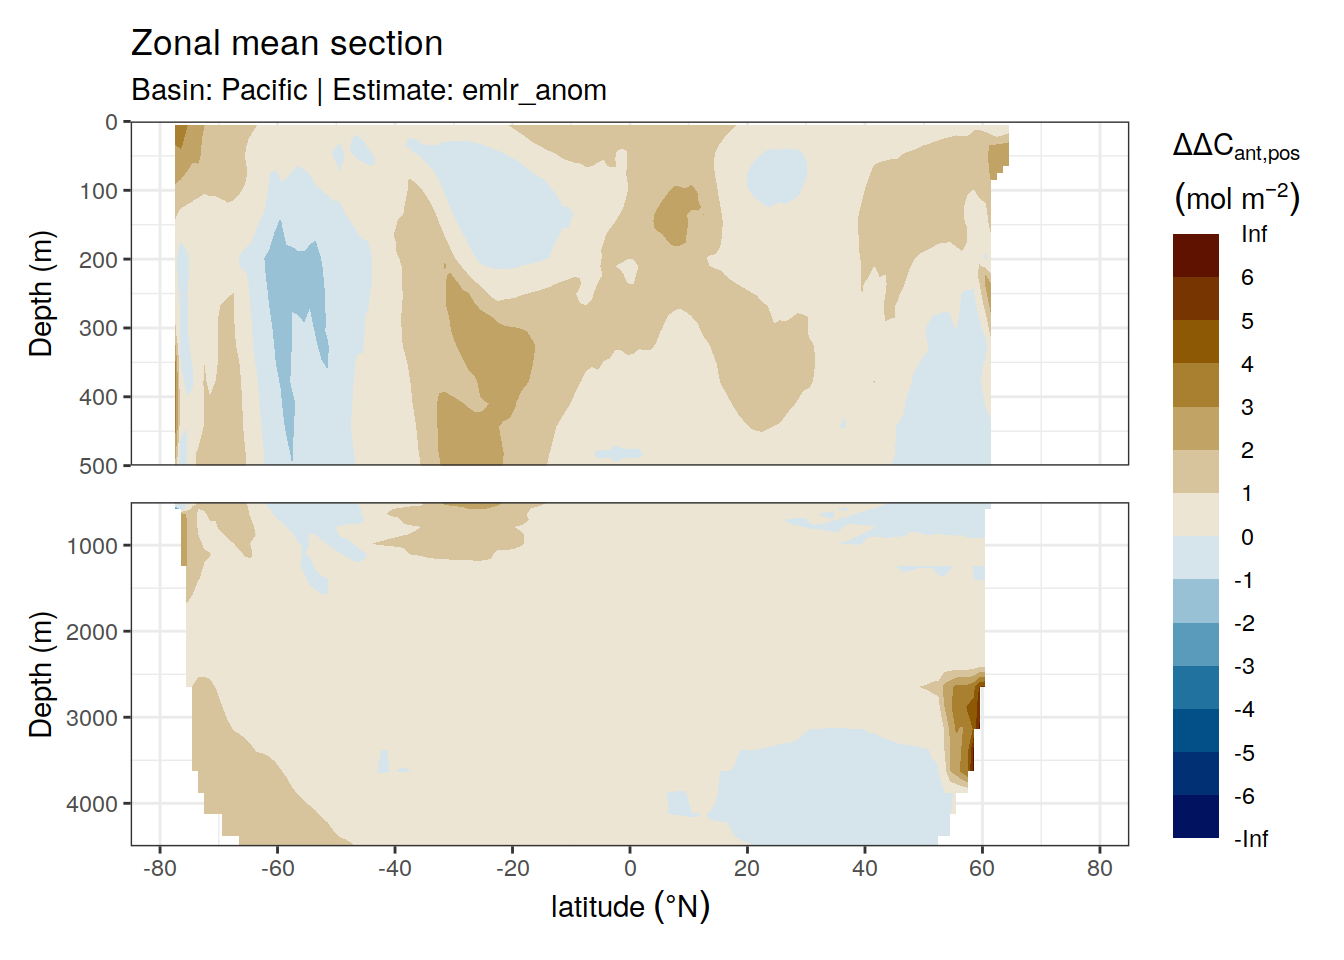 Zonal mean section
Basin: Pacific | Estimate: emlr_anom
0
100
200
300
400
500
Depth (m)
1000
2000
3000
4000
Depth (m)
-80 -60 -40 -20 0 20 40 60 80
latitude (°N)
ΔΔCant,pos
(mol m−2)
Inf
6
5
4
3
2
1
0
-1
-2
-3
-4
-5
-6
-Inf